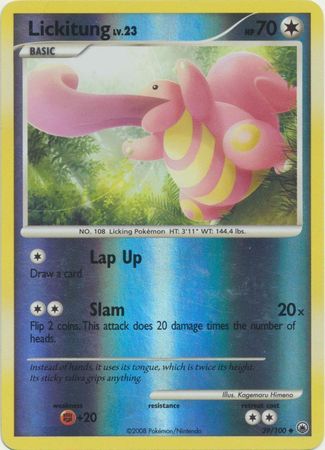 Lickitung LV.23 HP 70
BASIC
NO. 108 Licking Pokémon HT: 3'11" WT: 144.4 lbs.
Lap Up
Draw a card.
Slam 20×
Flip 2 coins. This attack does 20 damage times the number of
heads.
Instead of hands, it uses its tongue, which is twice its height.
Its sticky saliva grips anything.
Illus. Kagemaru Himeno
weakness resistance retreat cost
+20
©2008 Pokémon/Nintendo 39/100